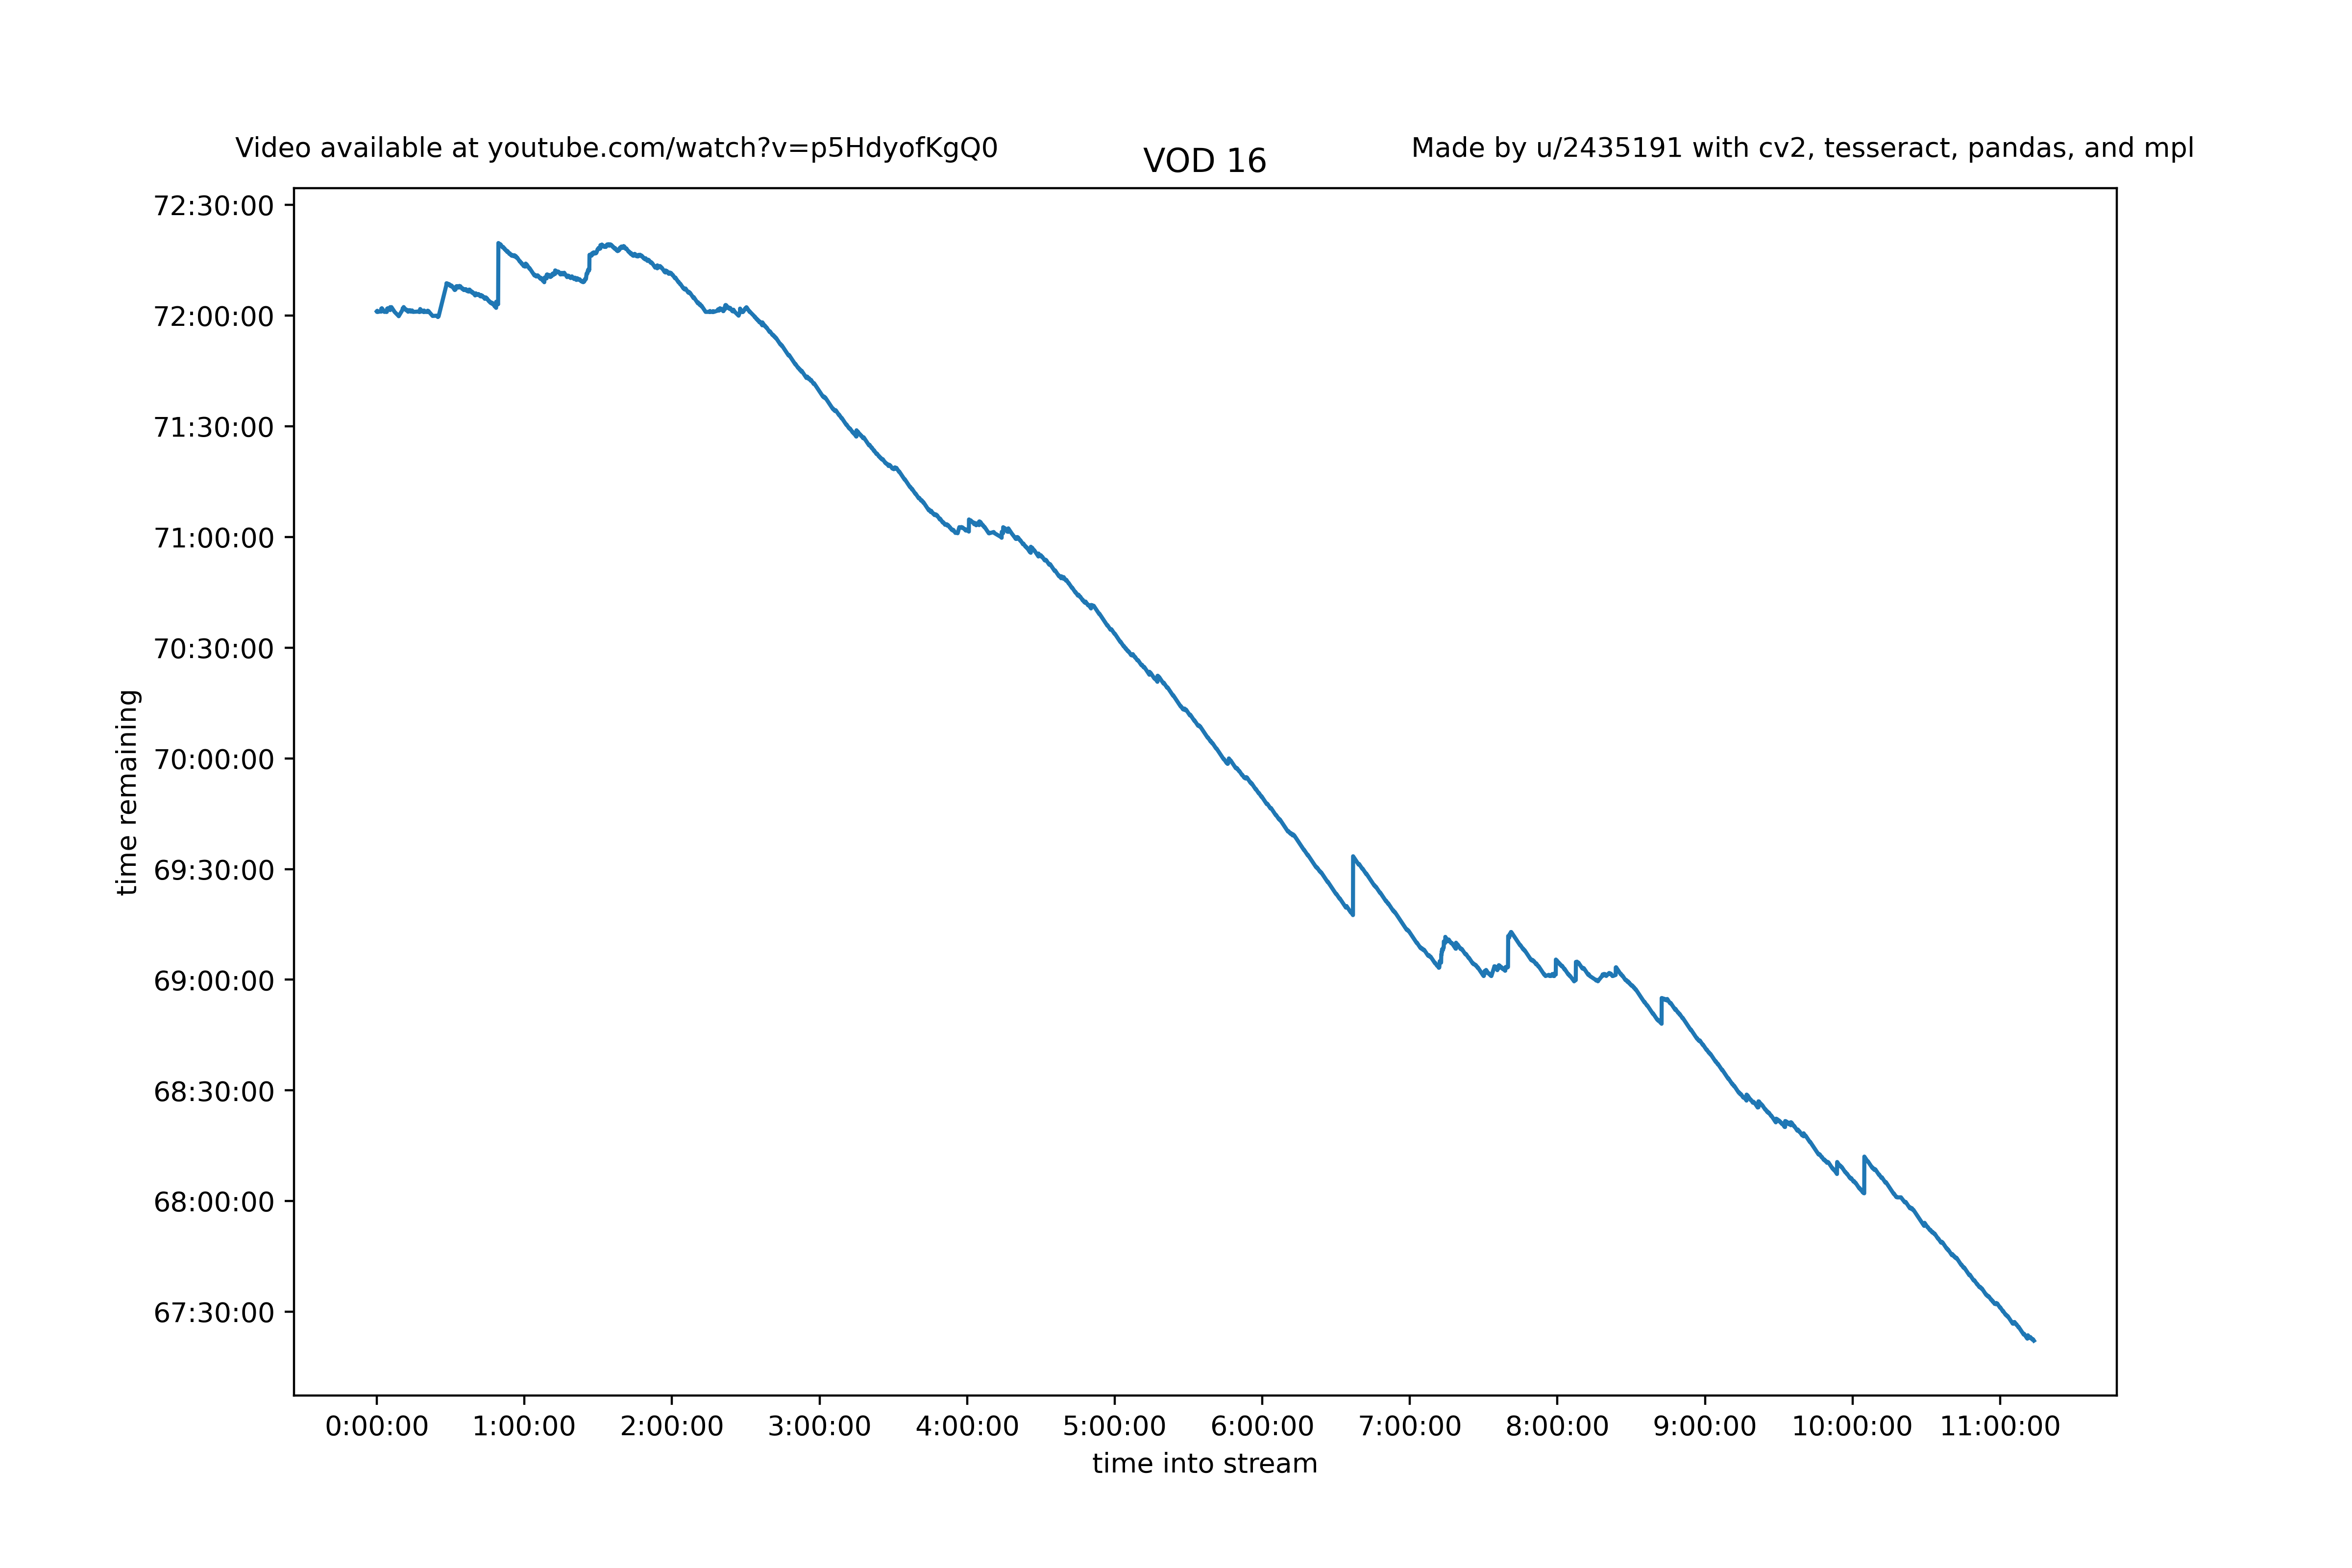 Video available at youtube.com/watch?v=p5HdyofKgQ0
VOD 16
Made by u/2435191 with cv2, tesseract, pandas, and mpl
72:30:00
72:00:00
71:30:00
71:00:00
70:30:00
70:00:00
69:30:00
69:00:00
68:30:00
68:00:00
67:30:00
time remaining
0:00:00 1:00:00 2:00:00 3:00:00 4:00:00 5:00:00 6:00:00 7:00:00 8:00:00 9:00:00 10:00:00 11:00:00
time into stream